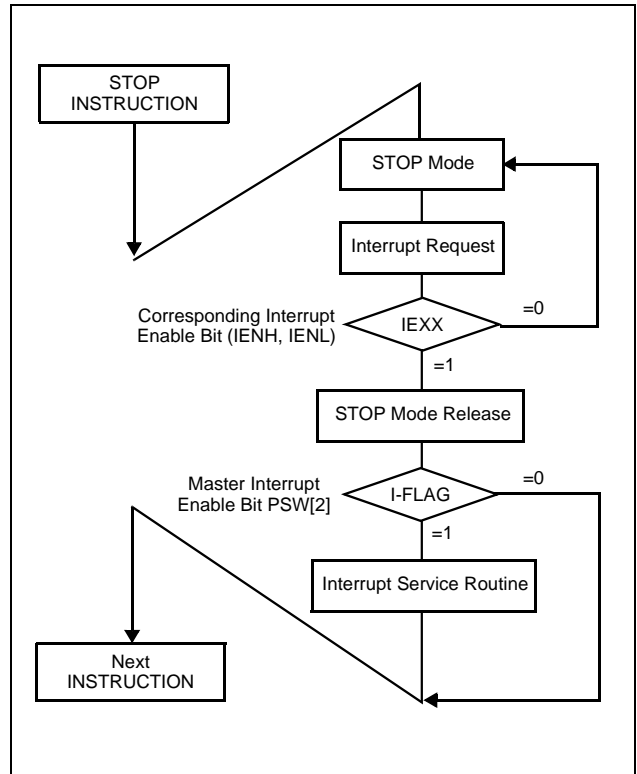 STOP
INSTRUCTION
STOP Mode
Interrupt Request
Corresponding Interrupt
Enable Bit (IENH, IENL)
IEXX
=0
=1
STOP Mode Release
Master Interrupt
Enable Bit PSW[2]
I-FLAG
=0
=1
Interrupt Service Routine
Next
INSTRUCTION